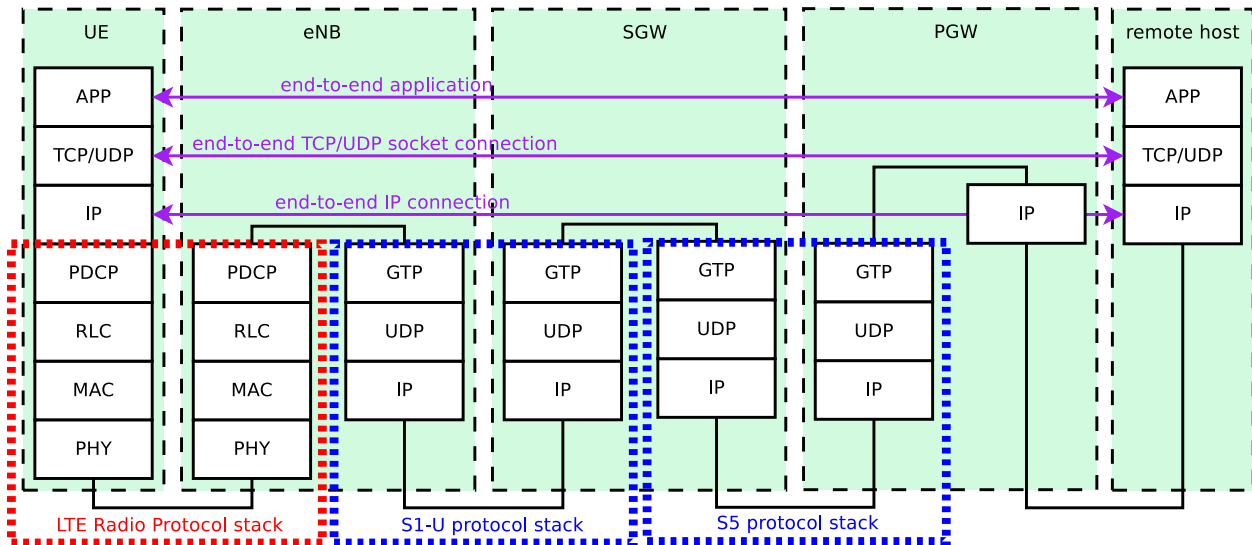 UE
eNB
SGW
PGW
remote host
end-to-end application
APP
APP
end-to-end TCP/UDP socket connection
TCP/UDP
TCP/UDP
end-to-end IP connection
IP
IP
IP
PDCP
PDCP
GTP
GTP
GTP
GTP
RLC
RLC
UDP
UDP
UDP
UDP
MAC
MAC
IP
IP
IP
IP
PHY
PHY
LTE Radio Protocol stack
S1-U protocol stack
S5 protocol stack